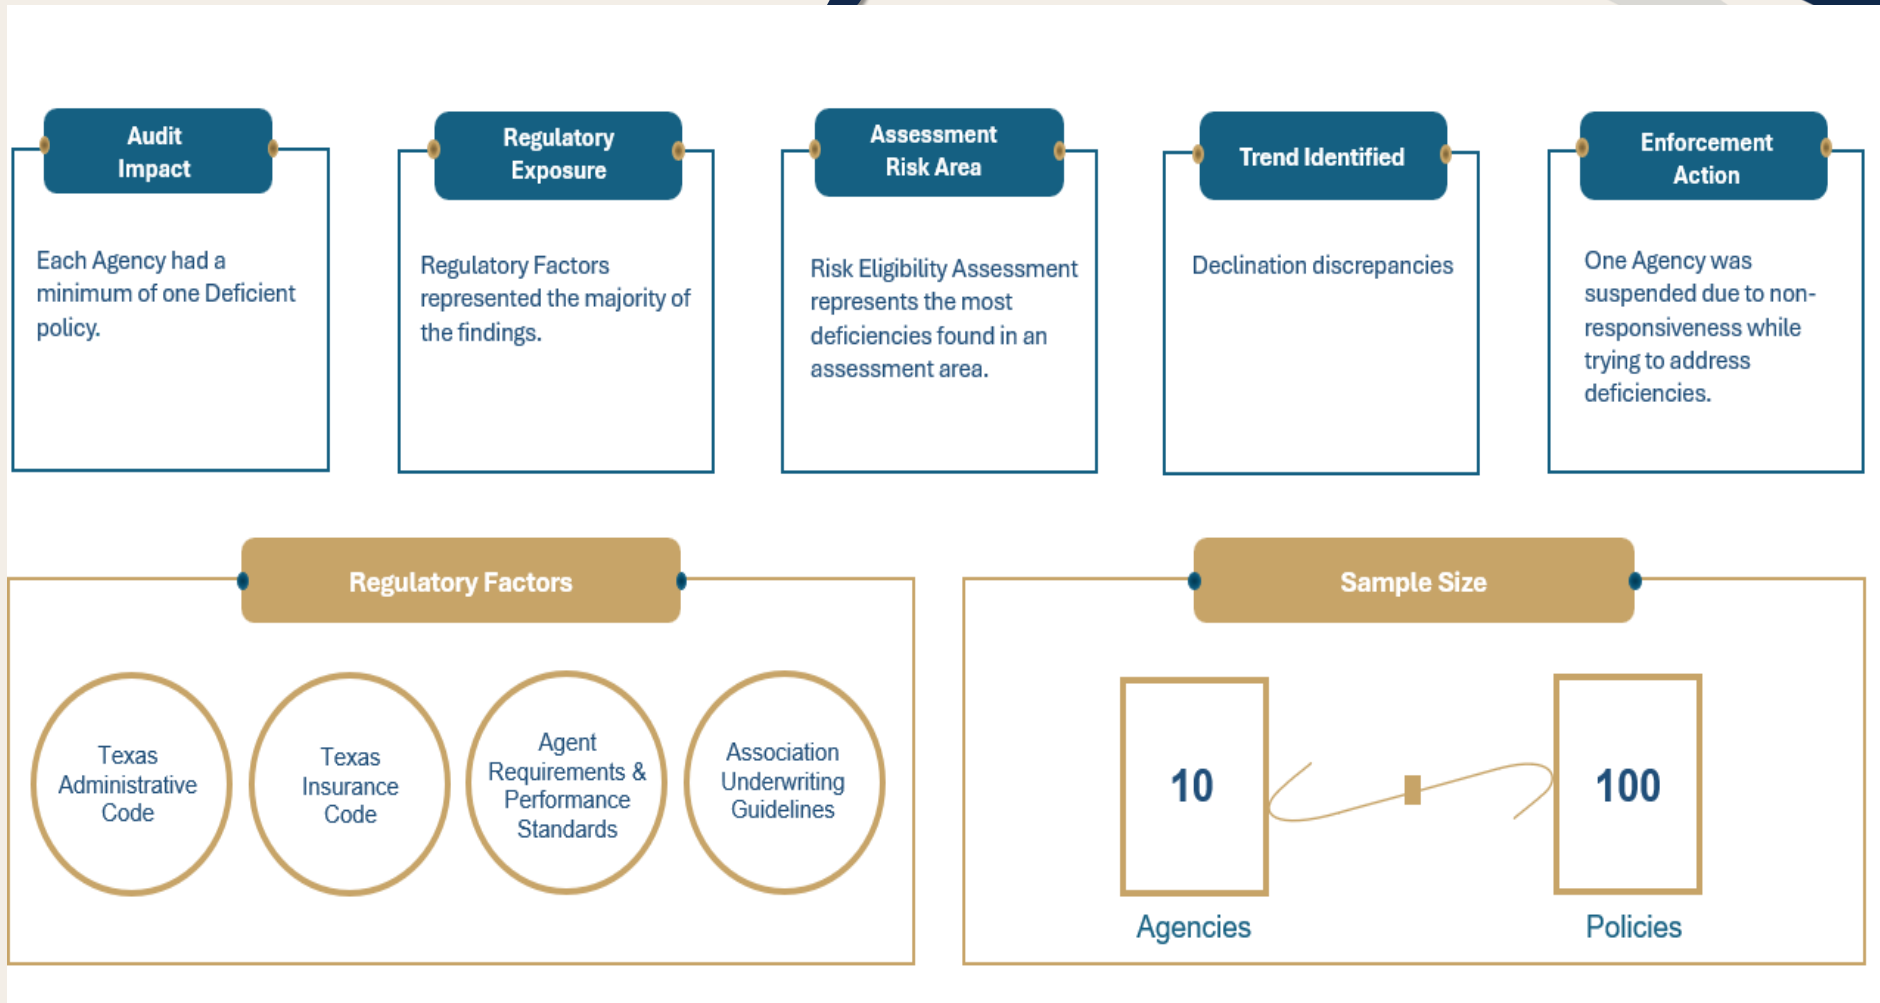 Audit
Impact
Each Agency had a
minimum of one Deficient
policy.
Regulatory
Exposure
Regulatory Factors
represented the majority of
the findings.
Assessment
Risk Area
Risk Eligibility Assessment
represents the most
deficiencies found in an
assessment area.
Trend Identified
Declination discrepancies
Enforcement
Action
One Agency was
suspended due to non-
responsiveness while
trying to address
deficiencies.
Regulatory Factors
Texas
Administrative
Code
Texas
Insurance
Code
Agent
Requirements &
Performance
Standards
Association
Underwriting
Guidelines
Sample Size
10
Agencies
100
Policies